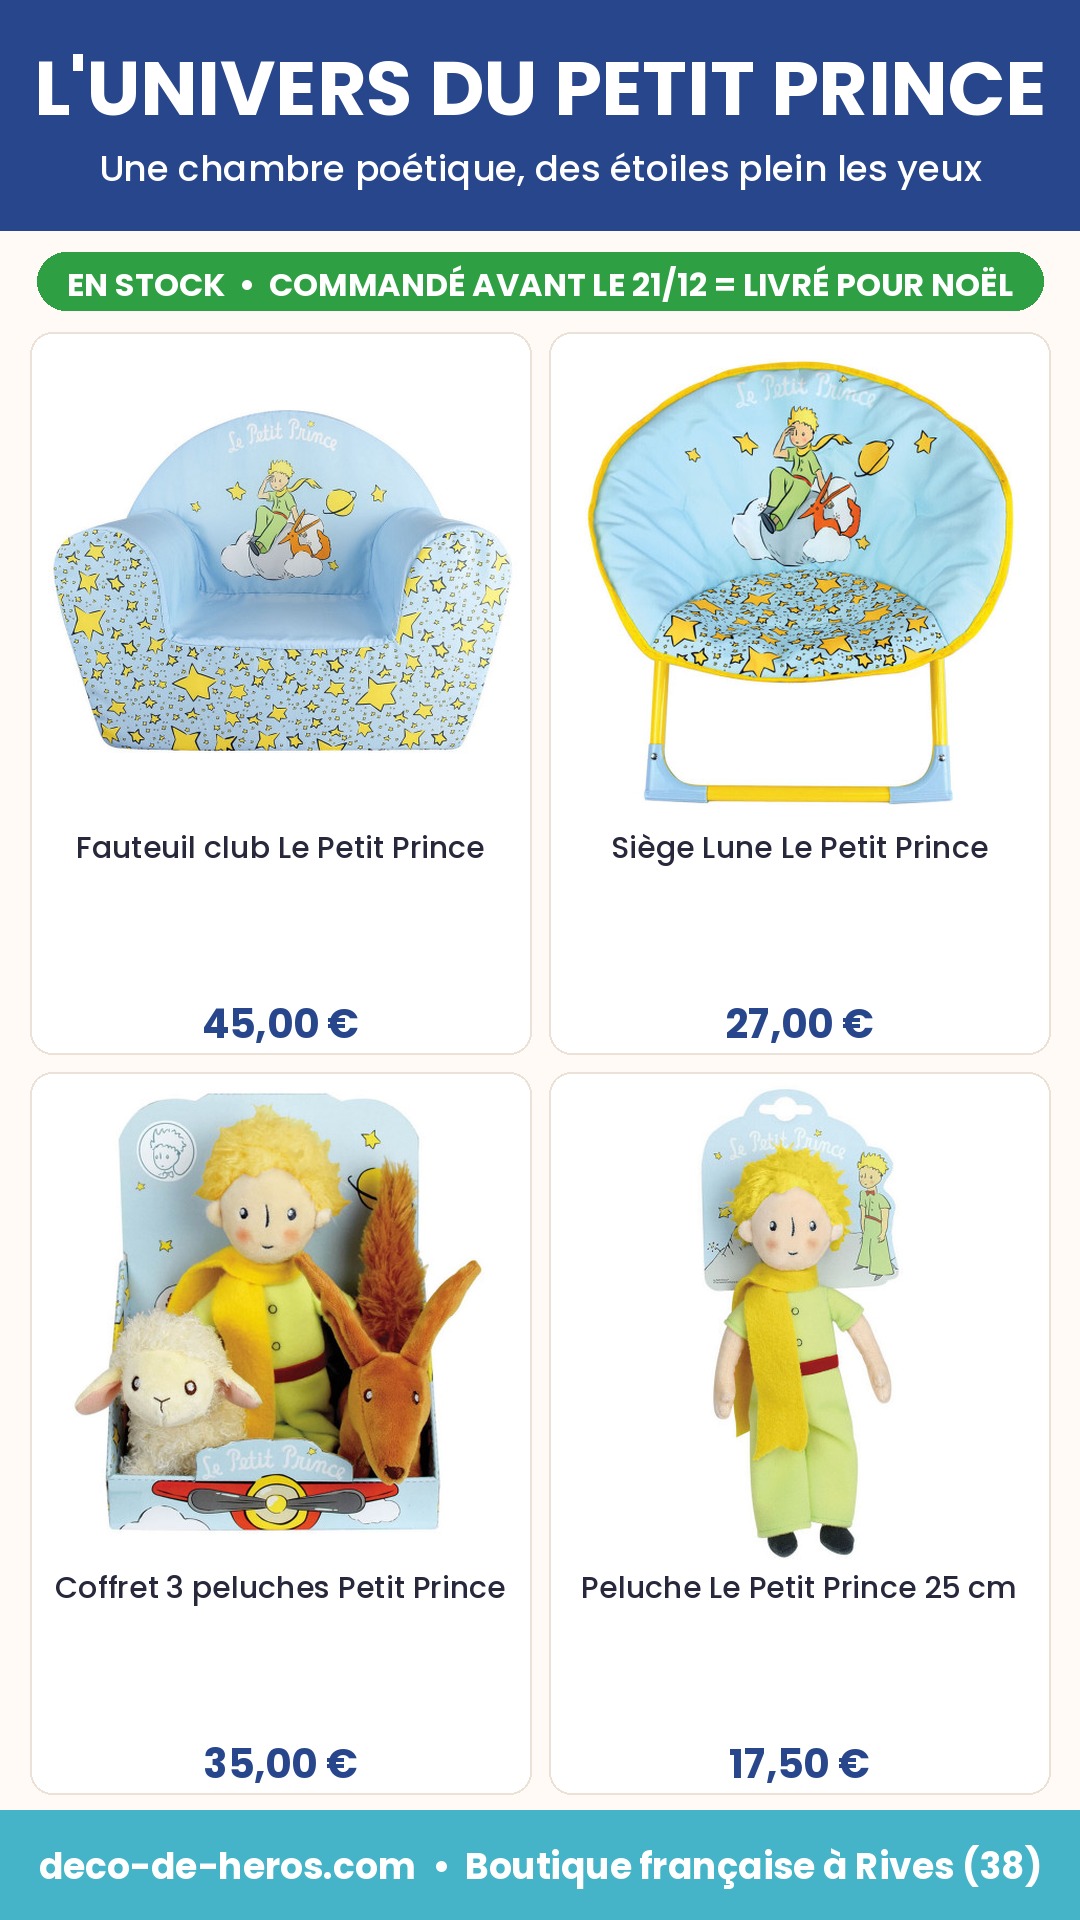 L'UNIVERS DU PETIT PRINCE
Une chambre poétique, des étoiles plein les yeux
EN STOCK • COMMANDÉ AVANT LE 21/12 = LIVRÉ POUR NOËL
Le Petit Prince
Le Petit Prince
Fauteuil club Le Petit Prince
Siège Lune Le Petit Prince
45,00 €
27,00 €
Le Petit Prince
Le Petit Prince
Coffret 3 peluches Petit Prince
Peluche Le Petit Prince 25 cm
35,00 €
17,50 €
deco-de-heros.com • Boutique française à Rives (38)